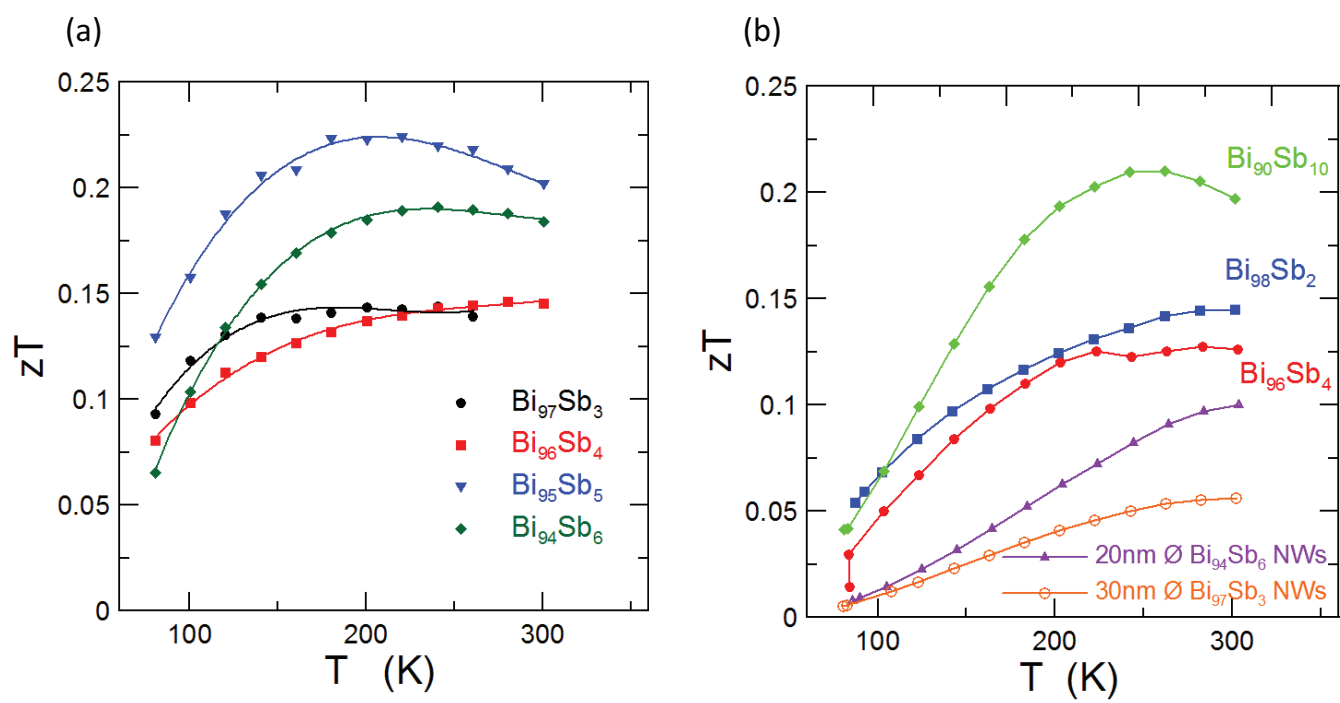 (a)
0.25
0.2
0.15
0.1
0.05
0
zT
100 200 300
T (K)
Bi97Sb3
Bi96Sb4
Bi95Sb5
Bi94Sb6
(b)
0.25
0.2
0.15
0.1
0.05
0
zT
100 200 300
T (K)
Bi90Sb10
Bi98Sb2
Bi96Sb4
20nm Ø Bi94Sb6 NWs
30nm Ø Bi97Sb3 NWs